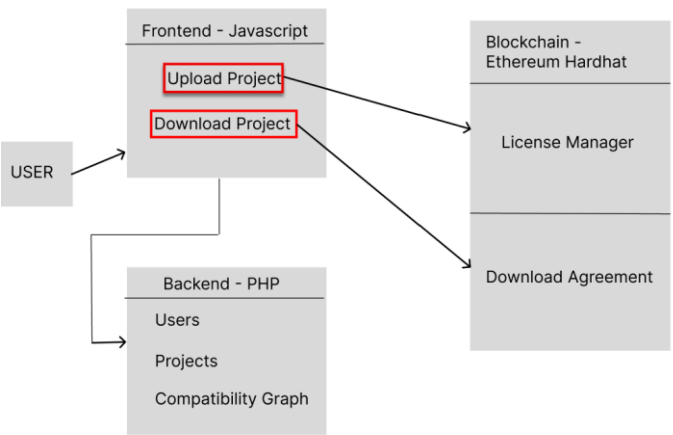 USER
Frontend - Javascript
Upload Project
Download Project
Blockchain -
Ethereum Hardhat
License Manager
Download Agreement
Backend - PHP
Users
Projects
Compatibility Graph